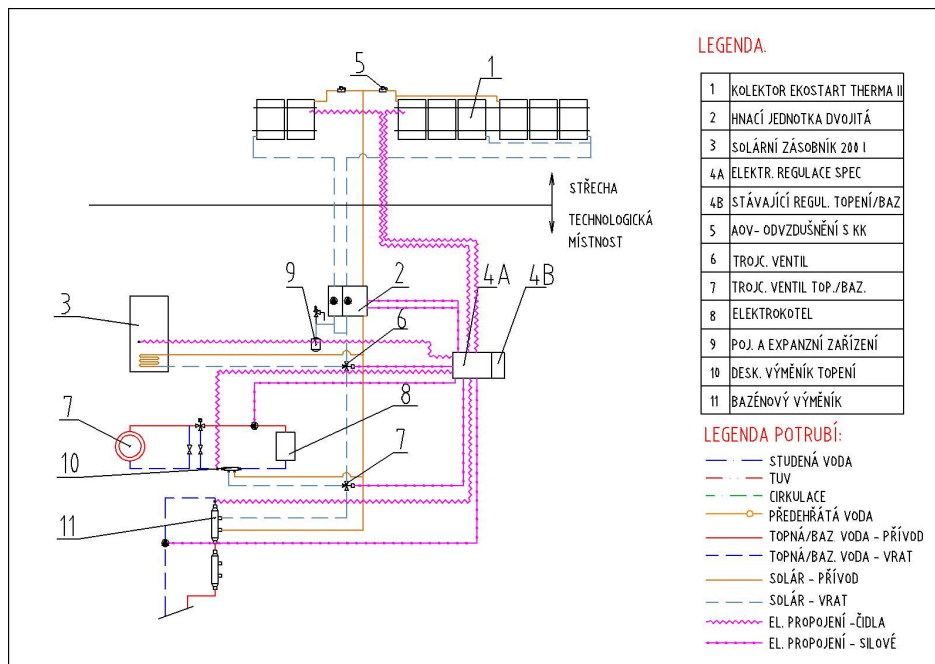 5
1
STŘECHA
TECHNOLOGICKÁ
MÍSTNOST
3
9
2
4A
4B
6
7
8
7
10
11
LEGENDA.
1 KOLEKTOR EKOSTART THERMA II
2 HNACÍ JEDNOTKA DVOJITÁ
3 SOLÁRNÍ ZÁSOBNÍK 200 l
4A ELEKTR. REGULACE SPEC
4B STÁVAJÍCÍ REGUL. TOPENÍ/BAZ
5 AOV- ODVZDUŠNĚNÍ S KK
6 TROJC. VENTIL
7 TROJC. VENTIL TOP./BAZ.
8 ELEKTROKOTEL
9 POJ. A EXPANZNÍ ZAŘÍZENÍ
10 DESK. VÝMĚNÍK TOPENÍ
11 BAZÉNOVÝ VÝMĚNÍK
LEGENDA POTRUBÍ:
STUDENÁ VODA
TUV
CIRKULACE
PŘEDEHŘÁTÁ VODA
TOPNÁ/BAZ. VODA - PŘÍVOD
TOPNÁ/BAZ. VODA - VRAT
SOLÁR - PŘÍVOD
SOLÁR - VRAT
EL. PROPOJENÍ -ČIDLA
EL. PROPOJENÍ - SILOVÉ